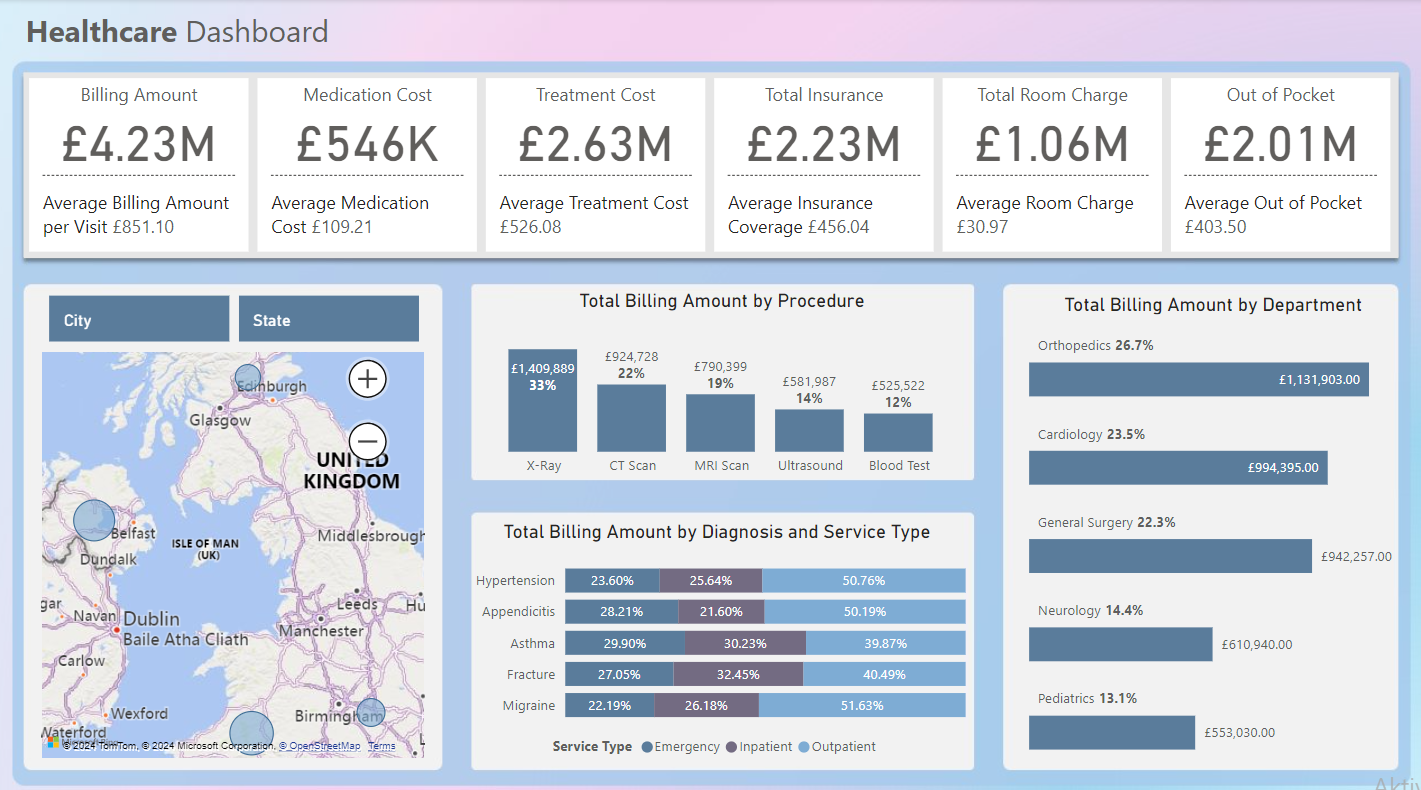 Healthcare Dashboard
Billing Amount
£4.23M
Average Billing Amount
per Visit £851.10
Medication Cost
£546K
Average Medication
Cost £109.21
Treatment Cost
£2.63M
Average Treatment Cost
£526.08
Total Insurance
£2.23M
Average Insurance
Coverage £456.04
Total Room Charge
£1.06M
Average Room Charge
£30.97
Out of Pocket
£2.01M
Average Out of Pocket
£403.50
City
State
Edinburgh
Glasgow
UNITED
KINGDOM
Belfast
ISLE OF MAN
(UK)
Middlesbrough
Dundalk
Leeds
Hu
gar
Navan
Dublin
Baile Atha Cliath
Manchester
Carlow
Wexford
Birmingham
Waterford
© 2024 TomTom, © 2024 Microsoft Corporation, © OpenStreetMap Terms
Total Billing Amount by Procedure
£1,409,889
33%
£924,728
22%
£790,399
19%
£581,987
14%
£525,522
12%
X-Ray
CT Scan
MRI Scan
Ultrasound
Blood Test
Total Billing Amount by Diagnosis and Service Type
Hypertension 23.60% 25.64% 50.76%
Appendicitis 28.21% 21.60% 50.19%
Asthma 29.90% 30.23% 39.87%
Fracture 27.05% 32.45% 40.49%
Migraine 22.19% 26.18% 51.63%
Service Type Emergency Inpatient Outpatient
Total Billing Amount by Department
Orthopedics 26.7%
£1,131,903.00
Cardiology 23.5%
£994,395.00
General Surgery 22.3%
£942,257.00
Neurology 14.4%
£610,940.00
Pediatrics 13.1%
£553,030.00
Aktiv